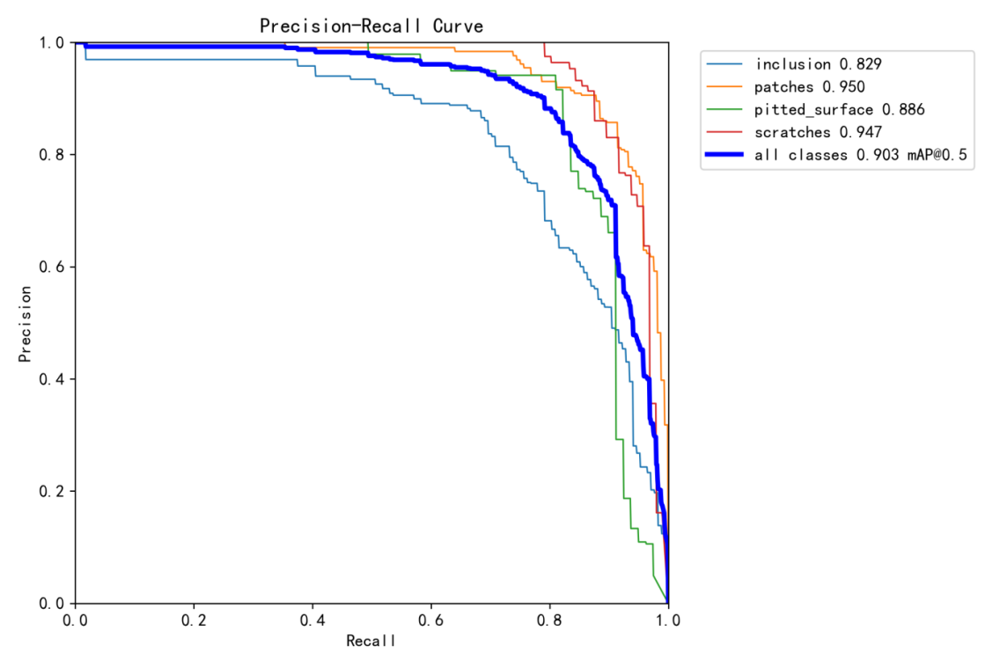 Precision-Recall Curve
1.0
0.8
0.6
0.4
0.2
0.0
Precision
0.0 0.2 0.4 0.6 0.8 1.0
Recall
inclusion 0.829
patches 0.950
pitted_surface 0.886
scratches 0.947
all classes 0.903 mAP@0.5